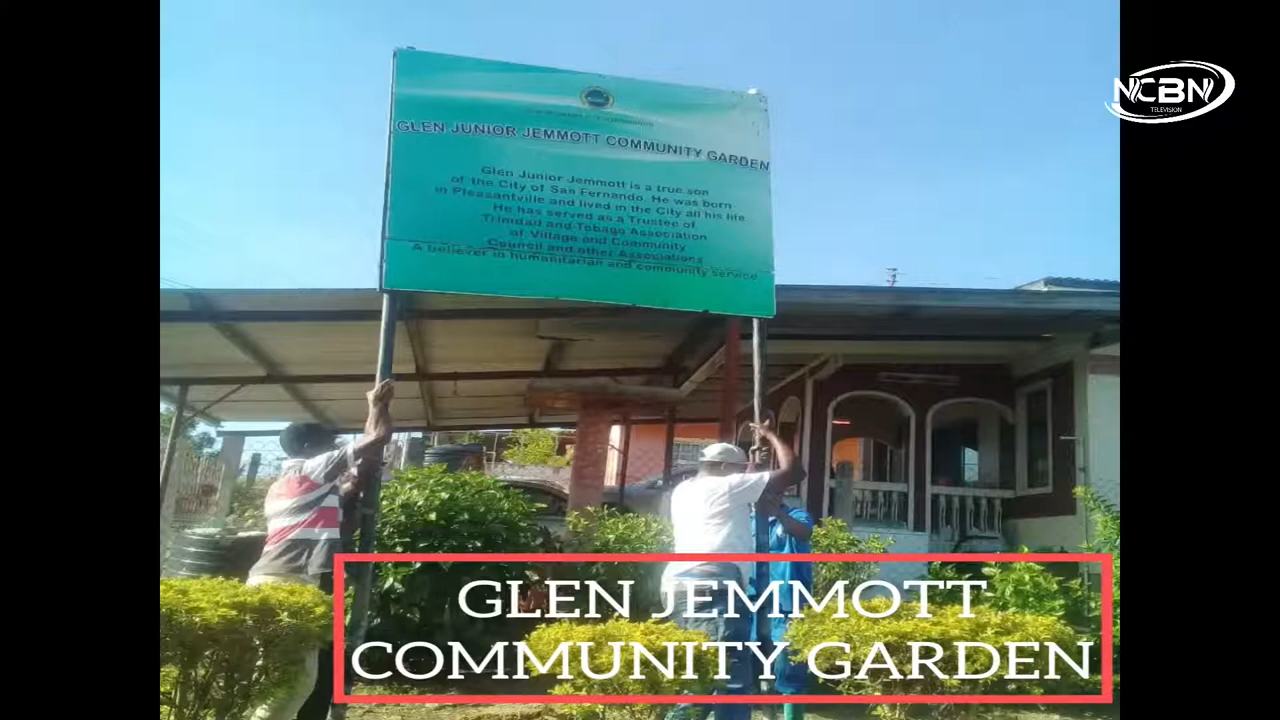 NCBN
TELEVISION
GLEN JUNIOR JEMMOTT COMMUNITY GARDEN
Glen Junior Jemmott is a true son
of the City of San Fernando. He was born
in Pleasantville and lived in the City all his life
He has served as a Trustee of
Trinidad and Tobago Association
of Village and Community
Council and other Associations
A believer in humanitarian and community service
GLEN JEMMOTT
COMMUNITY GARDEN